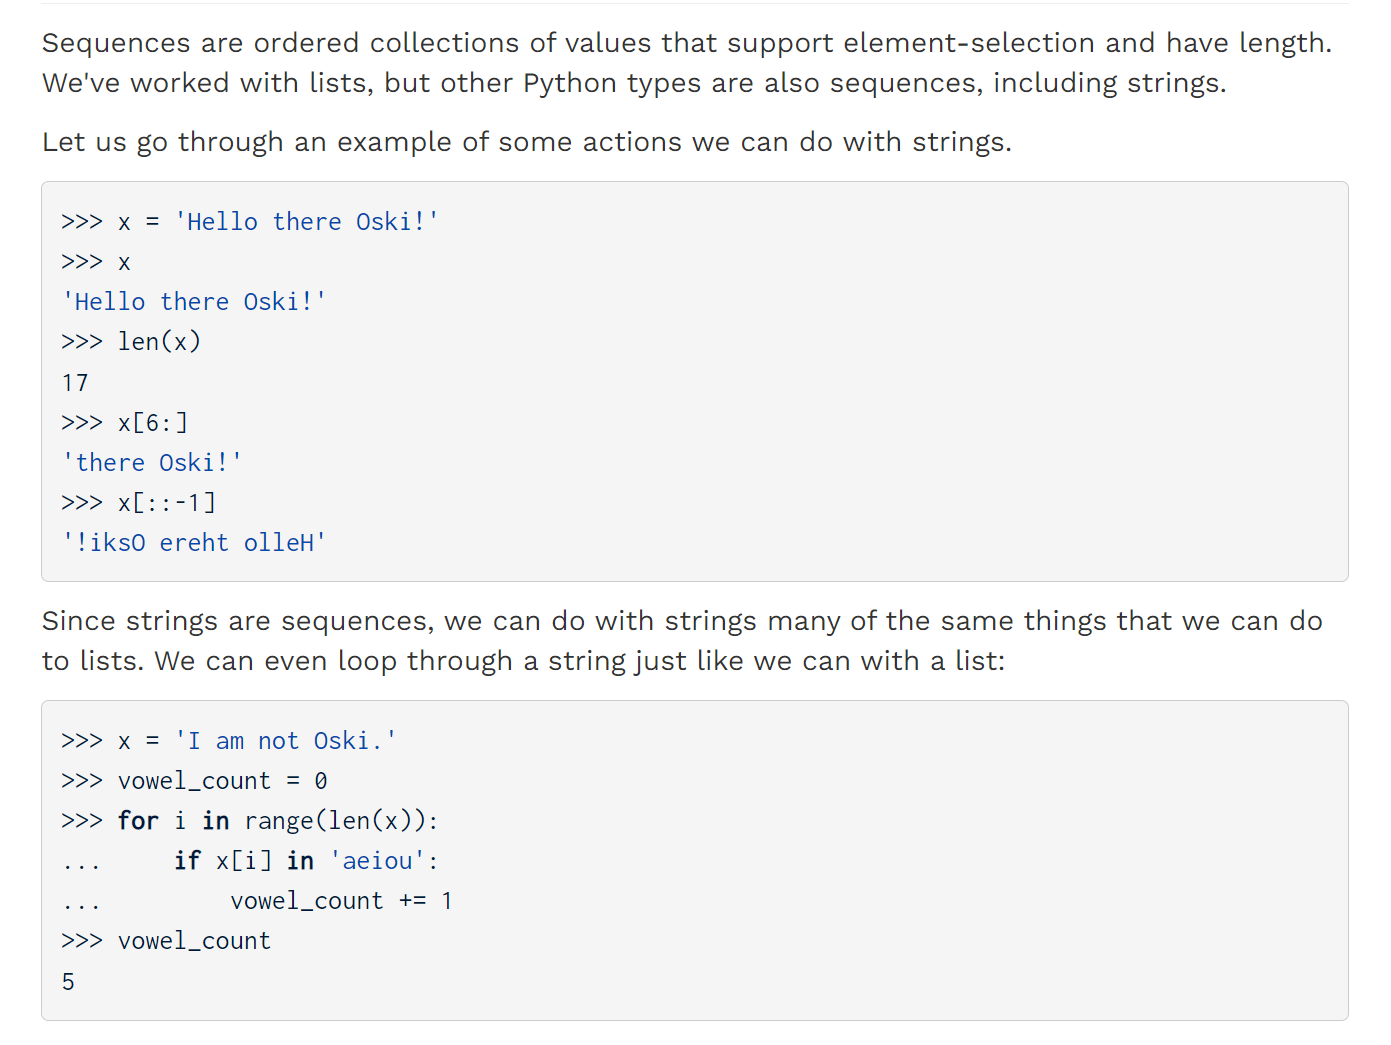 Sequences are ordered collections of values that support element-selection and have length.
We've worked with lists, but other Python types are also sequences, including strings.
Let us go through an example of some actions we can do with strings.
>>> x = 'Hello there Oski!'
>>> x
'Hello there Oski!'
>>> len(x)
17
>>> x[6:]
'there Oski!'
>>> x[::-1]
'!iksO ereht olleH'
Since strings are sequences, we can do with strings many of the same things that we can do
to lists. We can even loop through a string just like we can with a list:
>>> x = 'I am not Oski.'
>>> vowel_count = 0
>>> for i in range(len(x)):
...     if x[i] in 'aeiou':
...         vowel_count += 1
>>> vowel_count
5